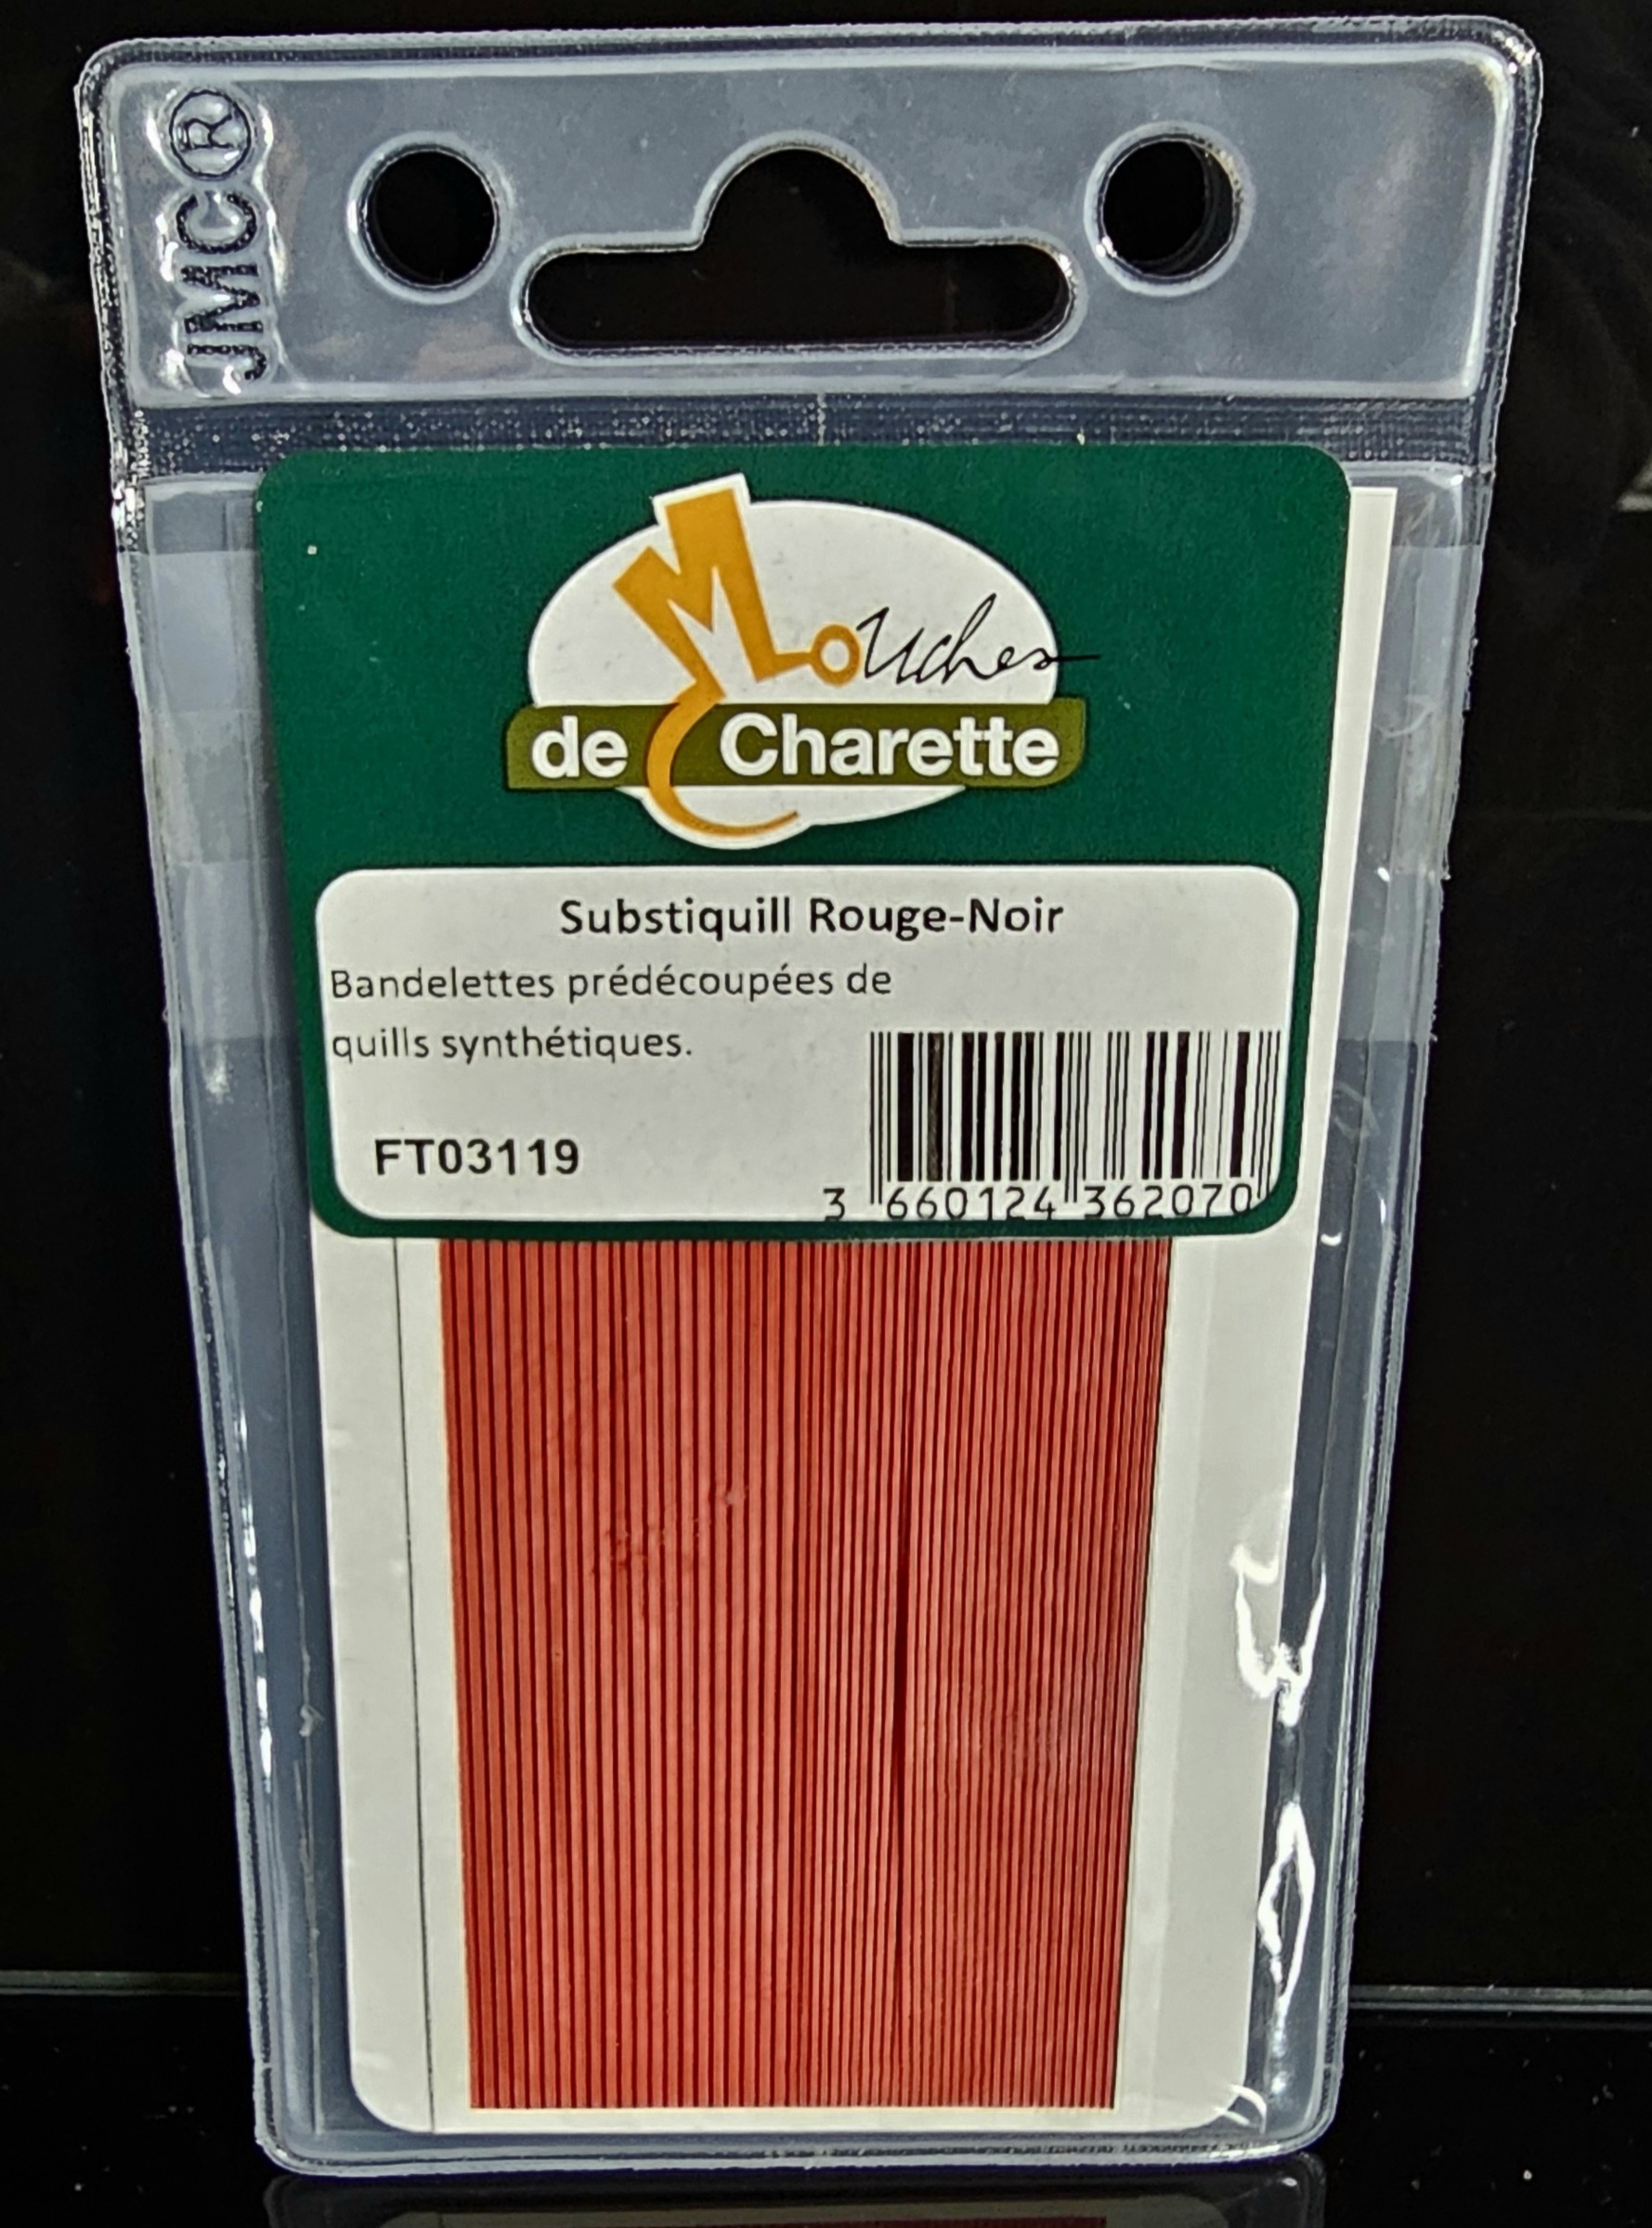 JMC®
Mouches
de Charette
Substiquill Rouge-Noir
Bandelettes prédécoupées de
quills synthétiques.
FT03119
3 660124 362070